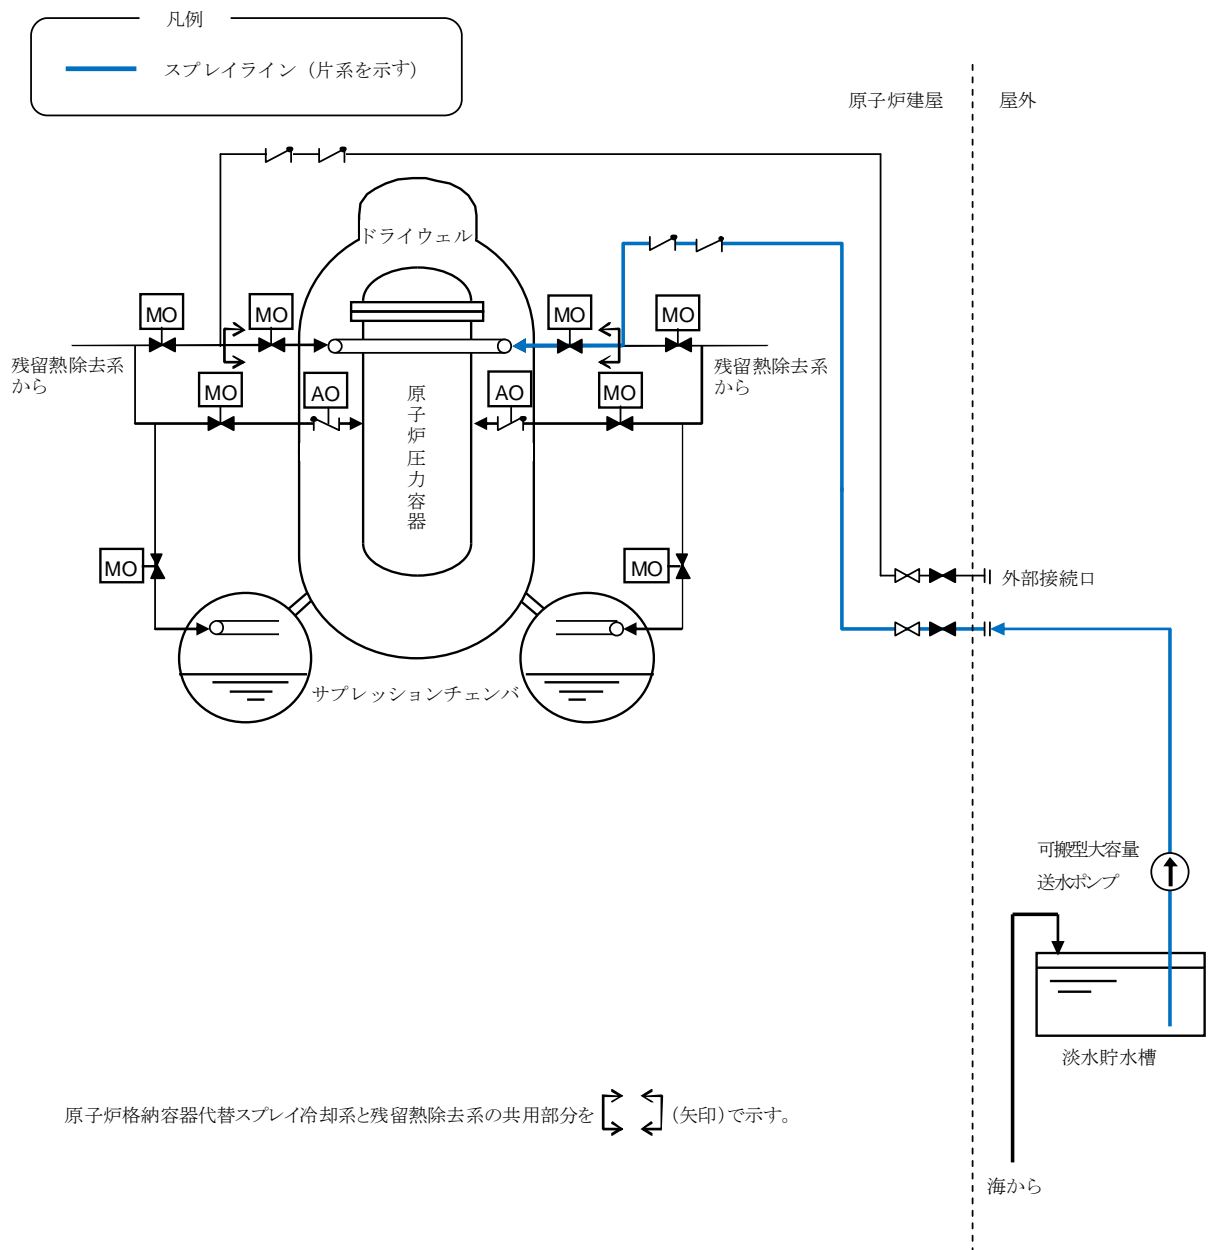 凡例
スプレイライン（片系を示す）
原子炉建屋
屋外
ドライウェル
MO
MO
MO
MO
残留熱除去系
から
残留熱除去系
から
MO
AO
AO
MO
原子炉圧力容器
MO
MO
外部接続口
サプレッションチェンバ
可搬型大容量
送水ポンプ
淡水貯水槽
原子炉格納容器代替スプレイ冷却系と残留熱除去系の共用部分を
（矢印）で示す。
海から